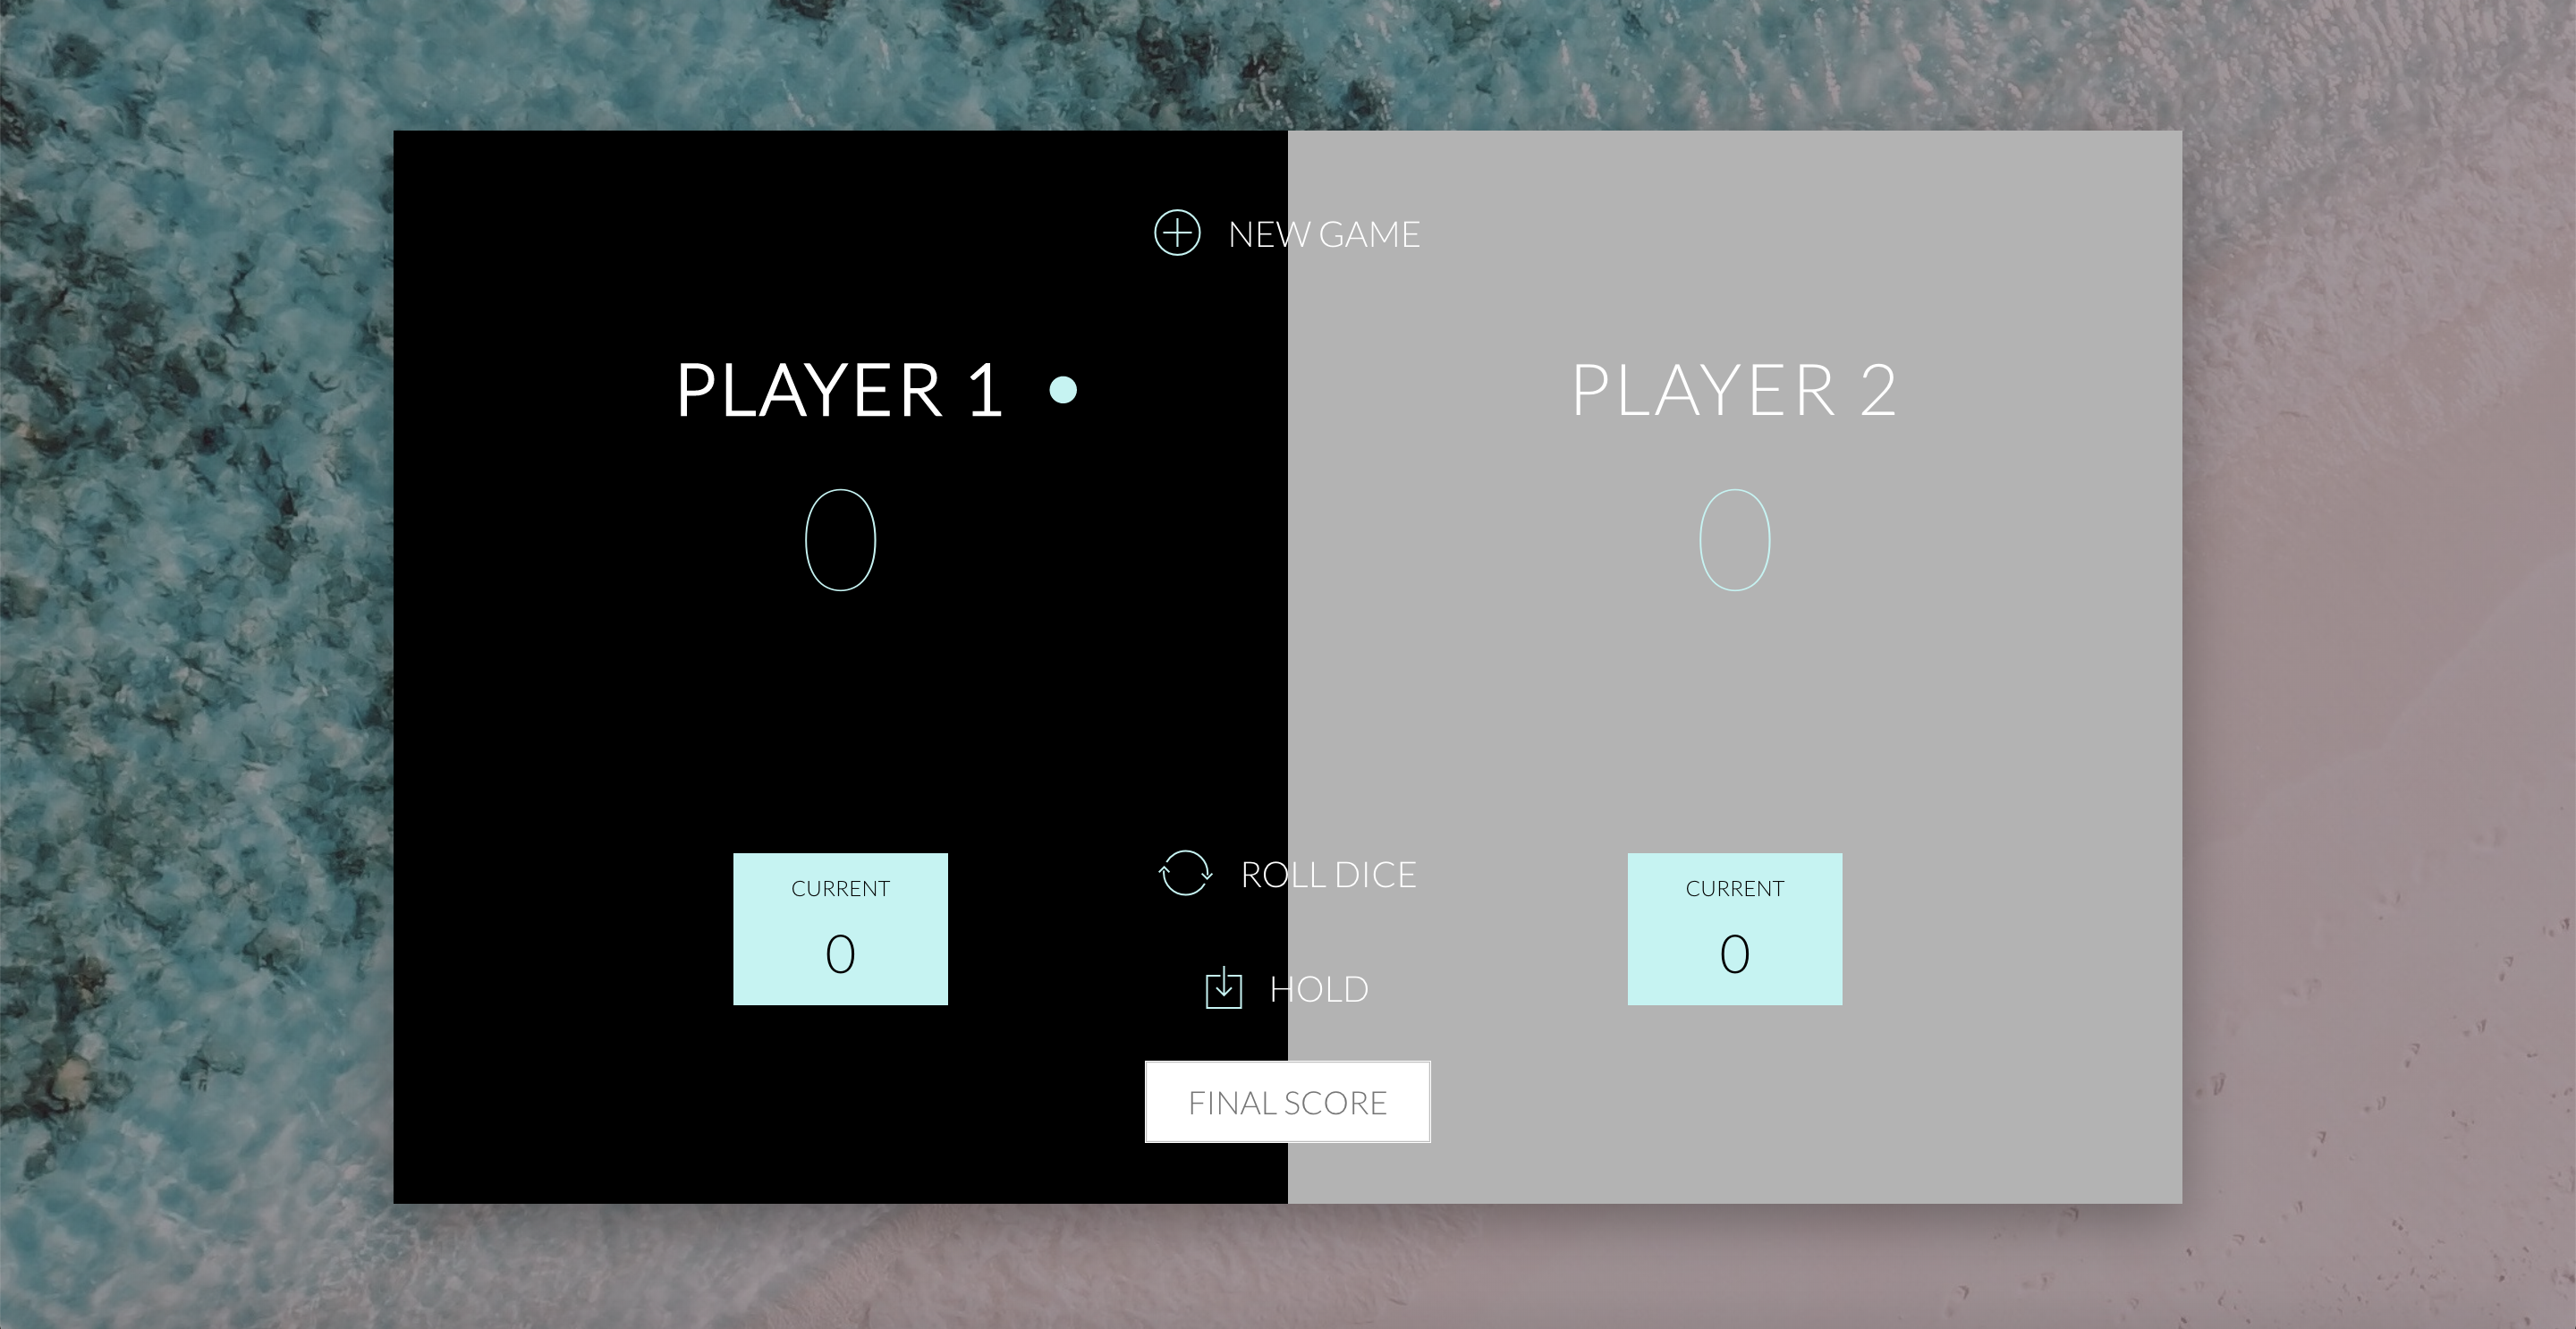 NEW GAME
PLAYER 1
0
CURRENT
0
PLAYER 2
0
CURRENT
0
ROLL DICE
HOLD
FINAL SCORE